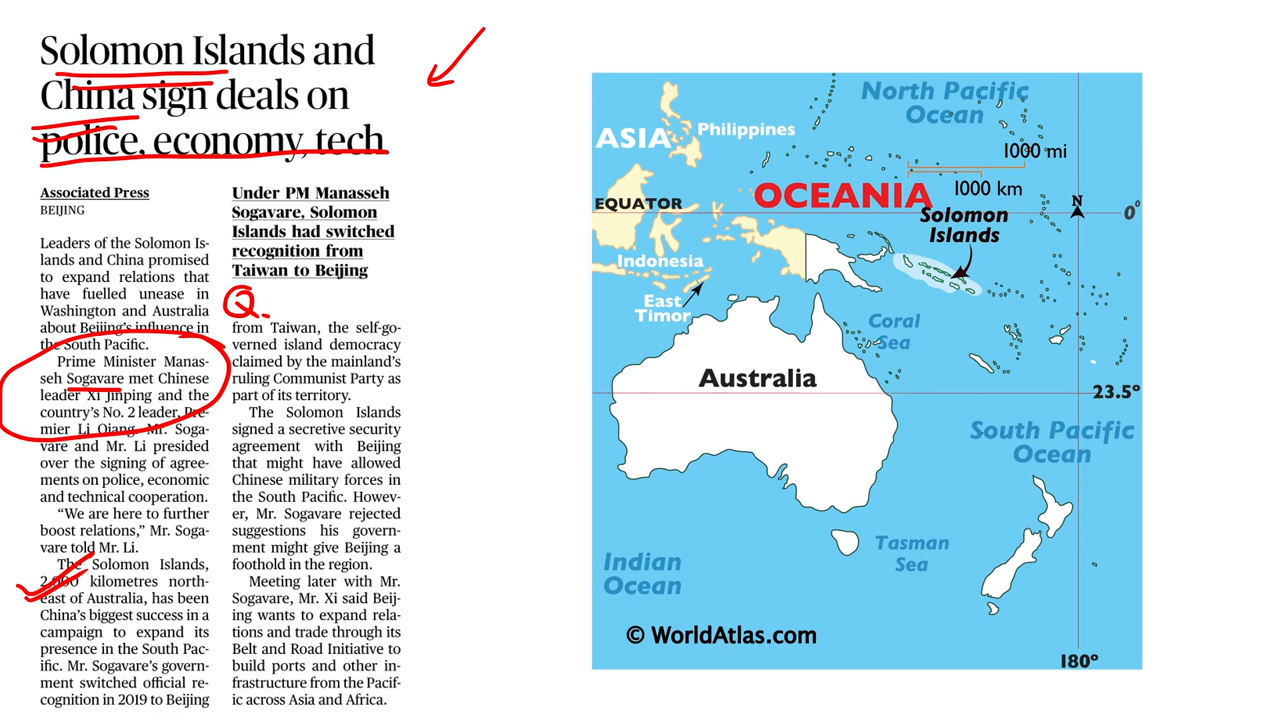 Solomon Islands and
China sign deals on
police, economy, tech
Associated Press
BEIJING
Leaders of the Solomon Is-
lands and China promised
to expand relations that
have fuelled unease in
Washington and Australia
about Beijing's influence in
the South Pacific.
Prime Minister Manas-
seh Sogavare met Chinese
leader Xi Jinping and the
country's No. 2 leader, Pre-
mier Li Qiang. Mr. Soga-
vare and Mr. Li presided
over the signing of agree-
ments on police, economic
and technical cooperation.
"We are here to further
boost relations," Mr. Soga-
vare told Mr. Li.
The Solomon Islands,
2,000 kilometres north-
east of Australia, has been
China's biggest success in a
campaign to expand its
presence in the South Pac-
ific. Mr. Sogavare's govern-
ment switched official re-
cognition in 2019 to Beijing
Under PM Manasseh
Sogavare, Solomon
Islands had switched
recognition from
Taiwan to Beijing
Q.
from Taiwan, the self-go-
verned island democracy
claimed by the mainland's
ruling Communist Party as
part of its territory.
The Solomon Islands
signed a secretive security
agreement with Beijing
that might have allowed
Chinese military forces in
the South Pacific. Howev-
er, Mr. Sogavare rejected
suggestions his govern-
ment might give Beijing a
foothold in the region.
Meeting later with Mr.
Sogavare, Mr. Xi said Beij-
ing wants to expand rela-
tions and trade through its
Belt and Road Initiative to
build ports and other in-
frastructure from the Pacif-
ic across Asia and Africa.
North Pacific
Ocean
ASIA
Philippines
1000 mi
1000 km
OCEANIA
EQUATOR
N
0°
Solomon
Islands
Indonesia
East
Timor
Coral
Sea
Australia
23.5°
South Pacific
Ocean
Tasman
Sea
Indian
Ocean
© WorldAtlas.com
180°